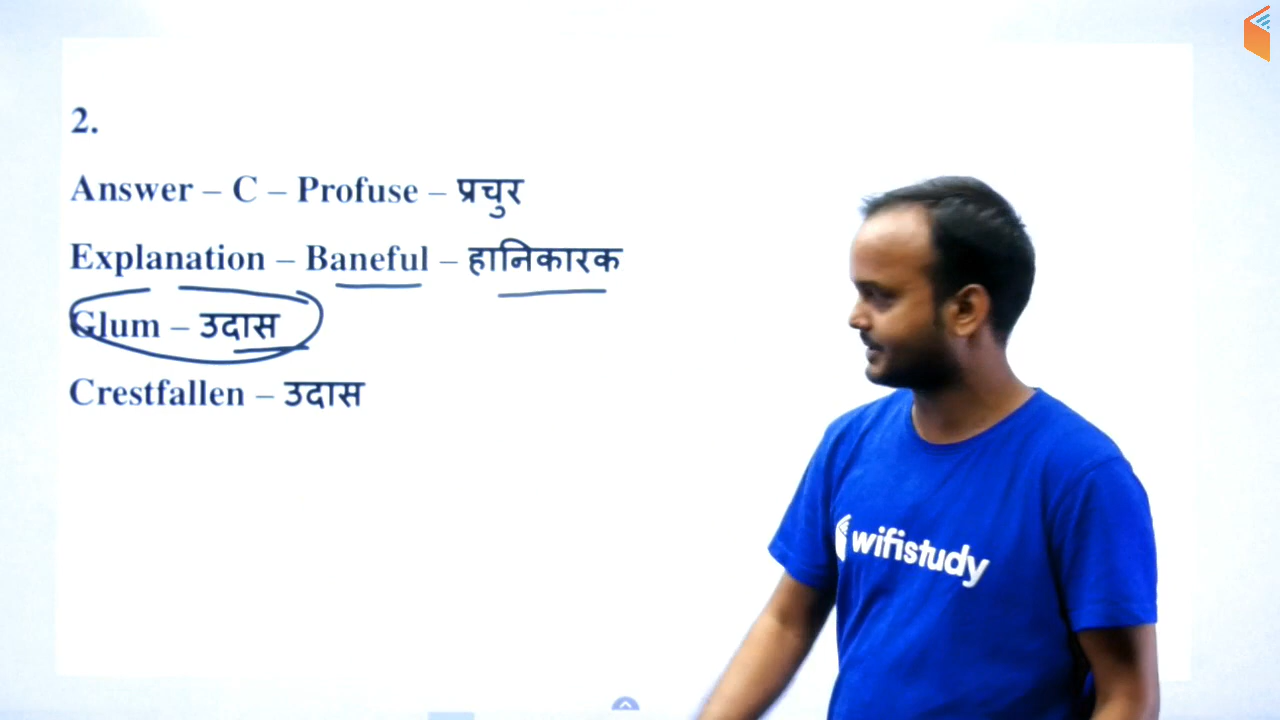 2.
Answer – C – Profuse – प्रचुर
Explanation – Baneful – हानिकारक
Glum – उदास
Crestfallen – उदास
wifistudy